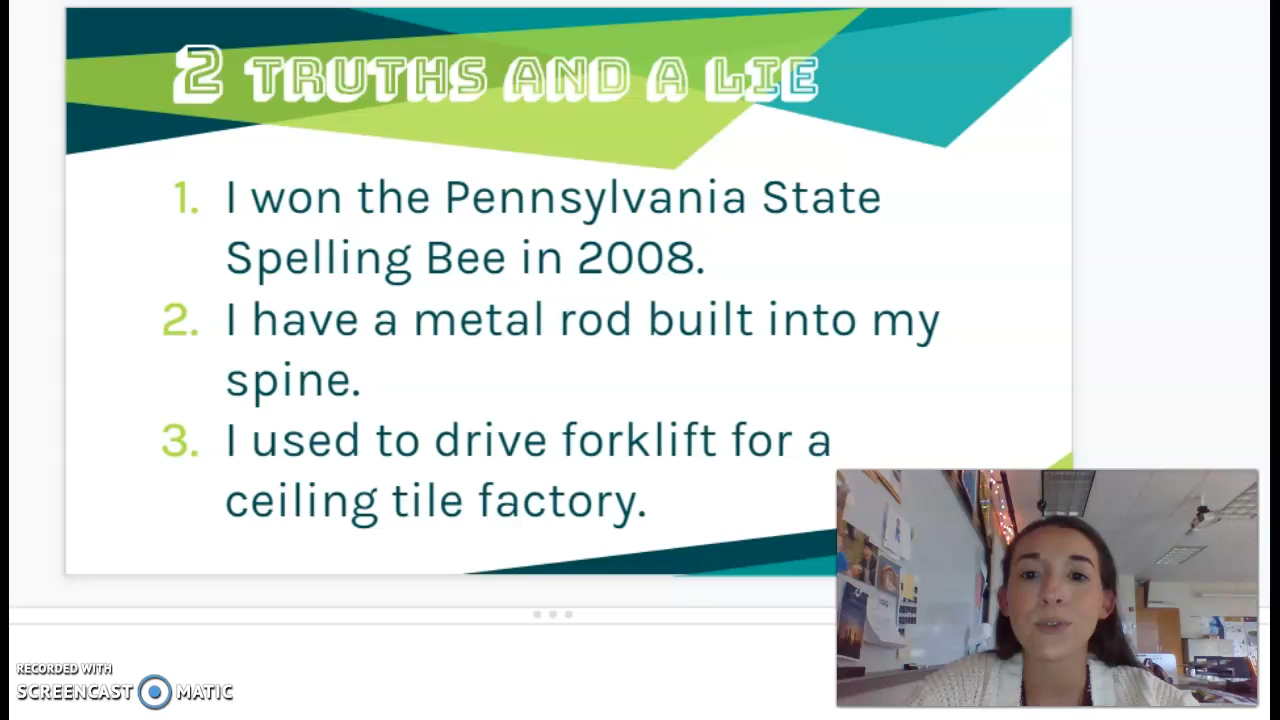 2 TRUTHS AND A LIE
1. I won the Pennsylvania State
Spelling Bee in 2008.
2. I have a metal rod built into my
spine.
3. I used to drive forklift for a
ceiling tile factory.
RECORDED WITH
SCREENCAST MATIC